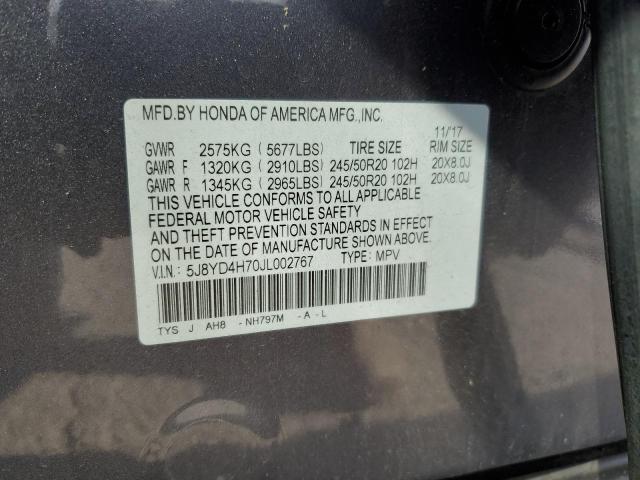 MFD.BY HONDA OF AMERICA MFG.,INC.
11/17
GVWR 2575KG (5677LBS) TIRE SIZE RIM SIZE
GAWR F 1320KG (2910LBS) 245/50R20 102H 20X8.0J
GAWR R 1345KG (2965LBS) 245/50R20 102H 20X8.0J
THIS VEHICLE CONFORMS TO ALL APPLICABLE
FEDERAL MOTOR VEHICLE SAFETY
AND THEFT PREVENTION STANDARDS IN EFFECT
ON THE DATE OF MANUFACTURE SHOWN ABOVE.
V.I.N.: 5J8YD4H70JL002767 TYPE: MPV
TYS J AH8 -NH797M -A-L